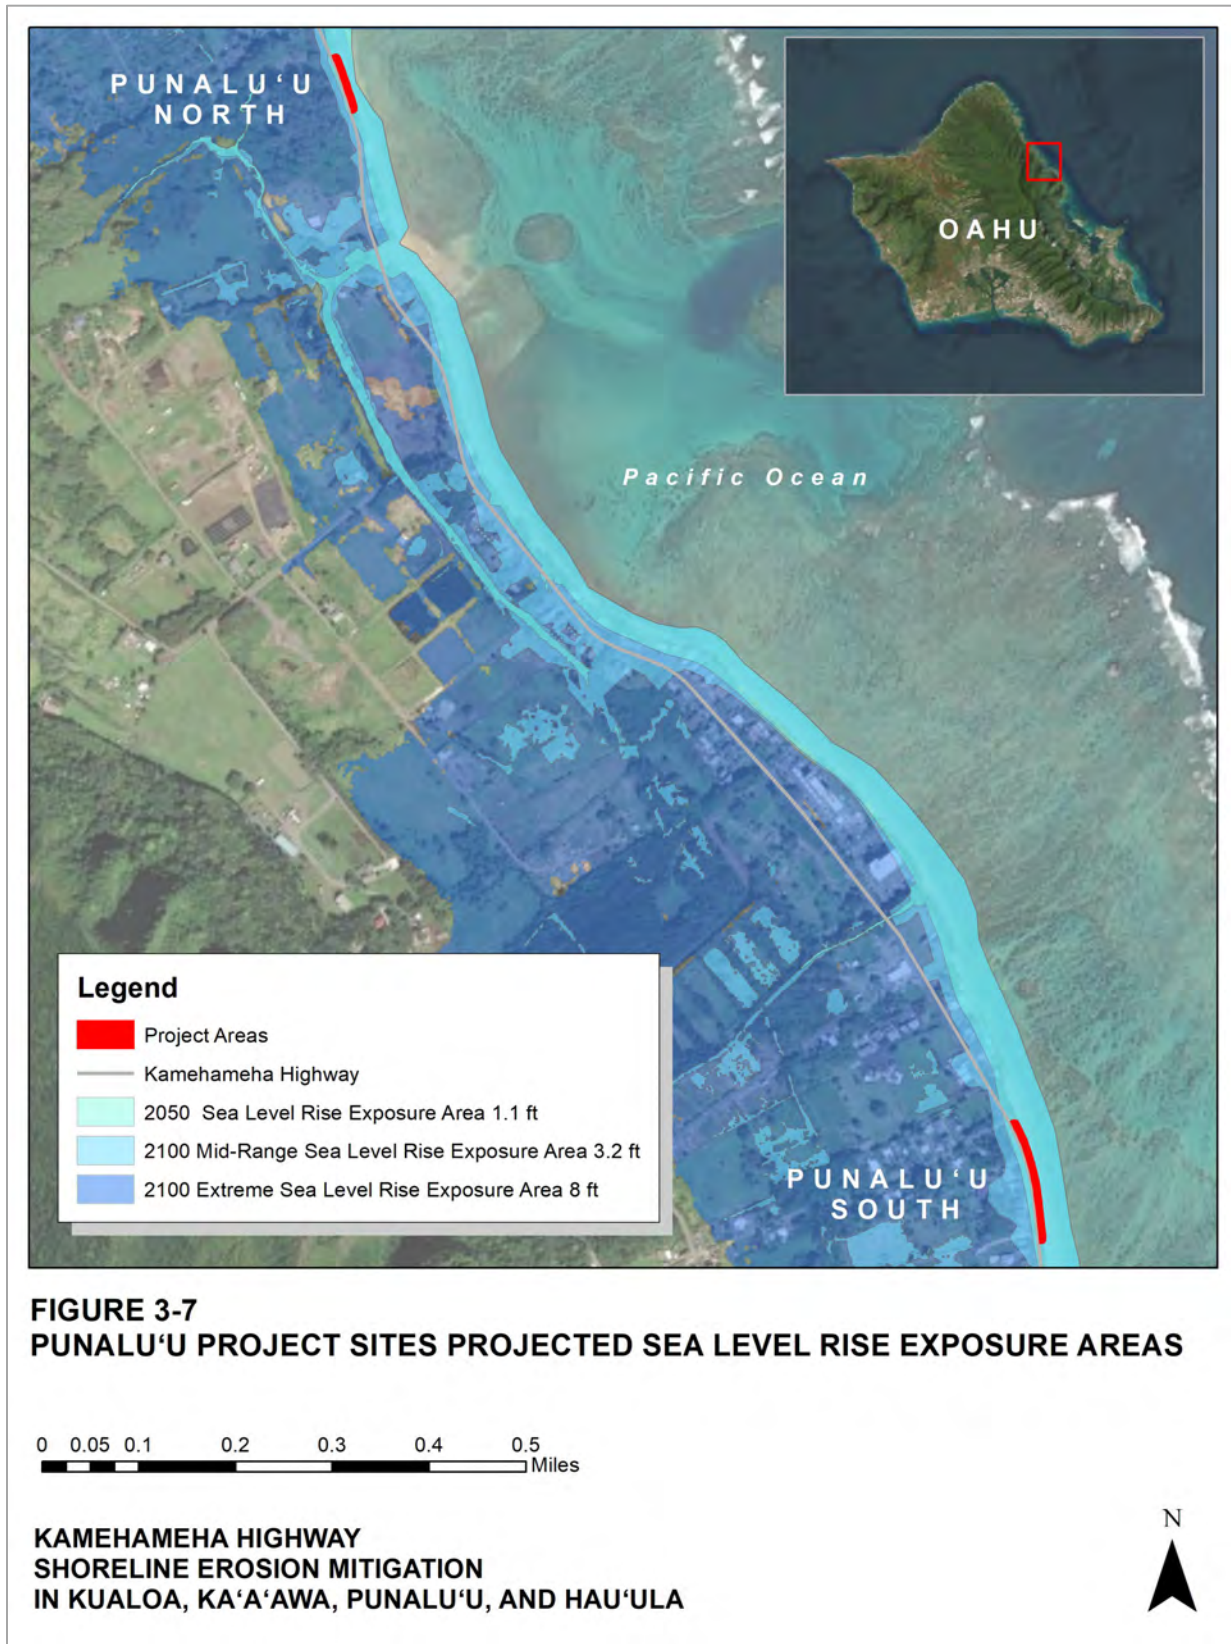 PUNALU‘U
NORTH
OAHU
Pacific Ocean
PUNALU‘U
SOUTH
Legend
Project Areas
Kamehameha Highway
2050 Sea Level Rise Exposure Area 1.1 ft
2100 Mid-Range Sea Level Rise Exposure Area 3.2 ft
2100 Extreme Sea Level Rise Exposure Area 8 ft
FIGURE 3-7
PUNALU‘U PROJECT SITES PROJECTED SEA LEVEL RISE EXPOSURE AREAS
0 0.05 0.1 0.2 0.3 0.4 0.5
Miles
N
KAMEHAMEHA HIGHWAY
SHORELINE EROSION MITIGATION
IN KUALOA, KA‘A‘AWA, PUNALU‘U, AND HAU‘ULA